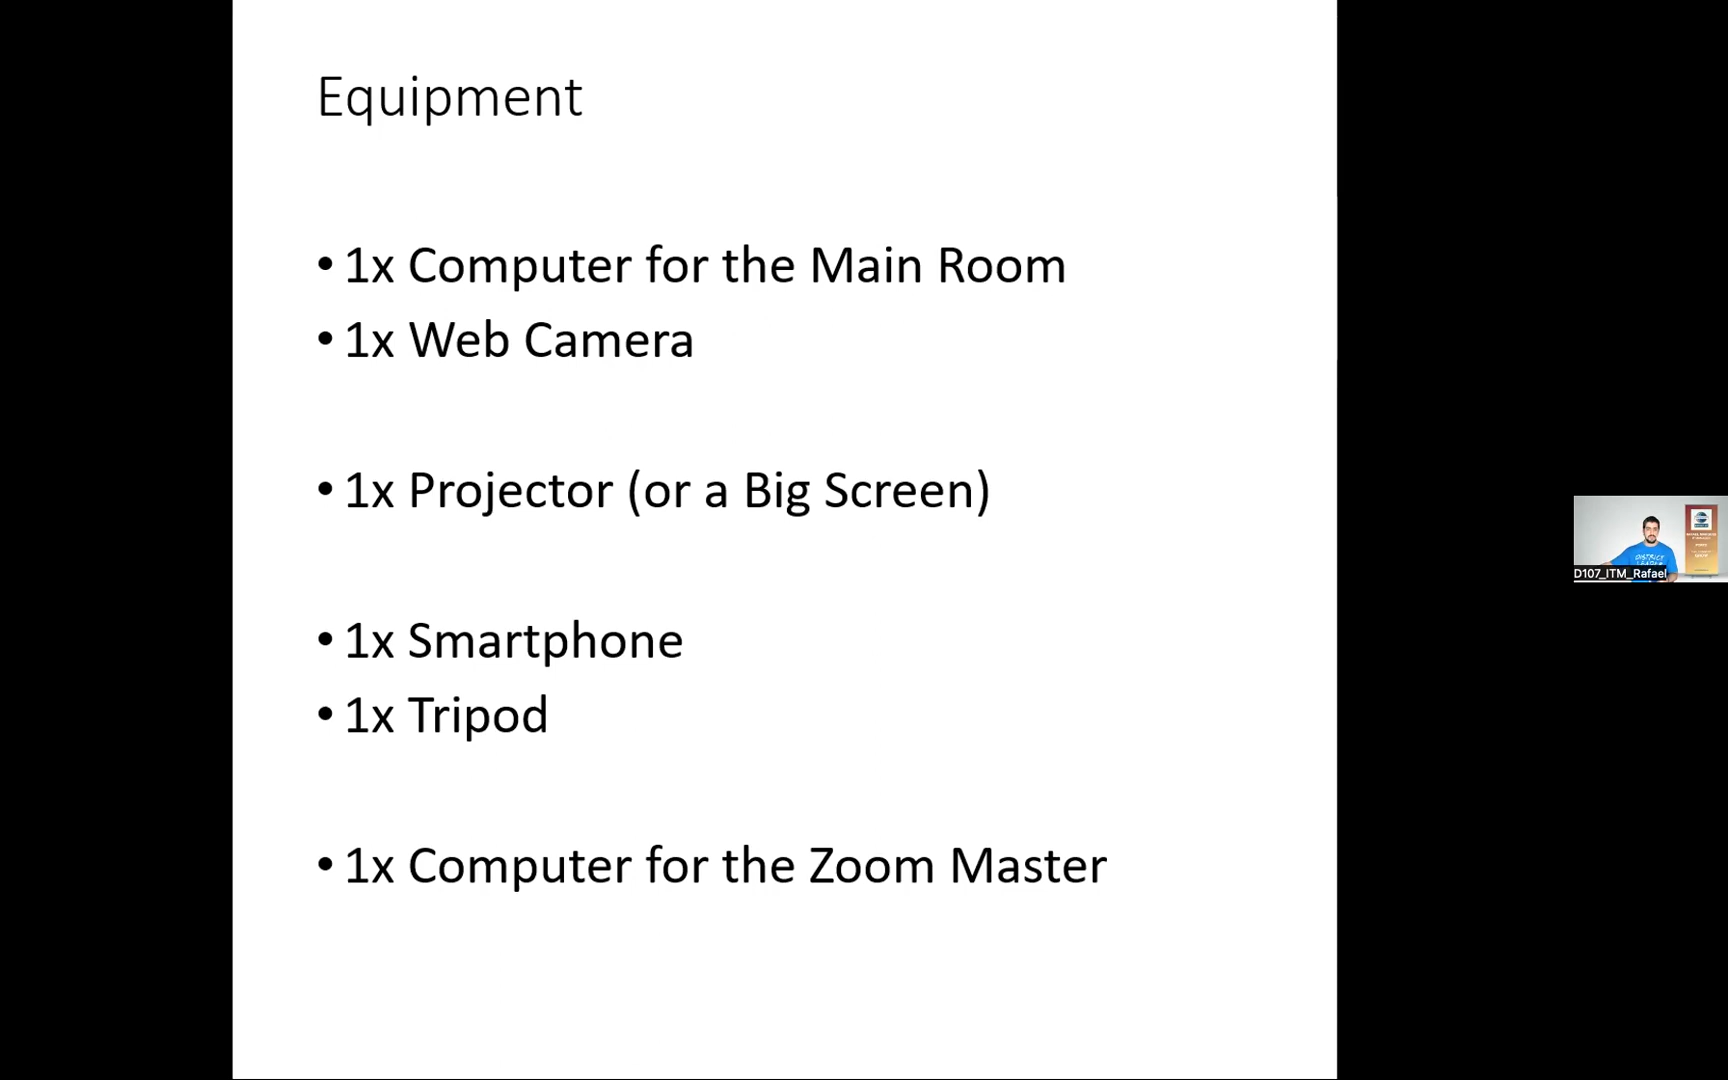 Equipment
• 1x Computer for the Main Room
• 1x Web Camera
• 1x Projector (or a Big Screen)
• 1x Smartphone
• 1x Tripod
• 1x Computer for the Zoom Master
D107_ITM_Rafael
DISTRICT